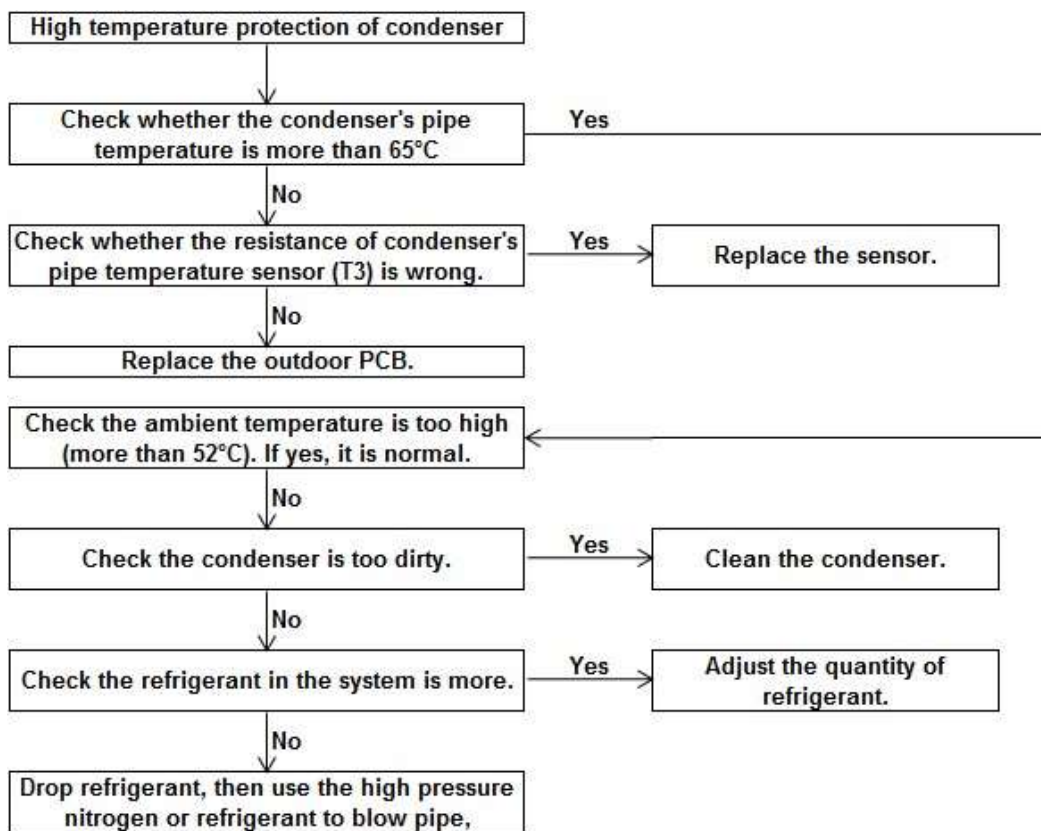 High temperature protection of condenser
Check whether the condenser's pipe
temperature is more than 65°C
Yes
No
Check whether the resistance of condenser's
pipe temperature sensor (T3) is wrong.
Yes
Replace the sensor.
No
Replace the outdoor PCB.
Check the ambient temperature is too high
(more than 52°C). If yes, it is normal.
No
Check the condenser is too dirty.
Yes
Clean the condenser.
No
Check the refrigerant in the system is more.
Yes
Adjust the quantity of
refrigerant.
No
Drop refrigerant, then use the high pressure
nitrogen or refrigerant to blow pipe,